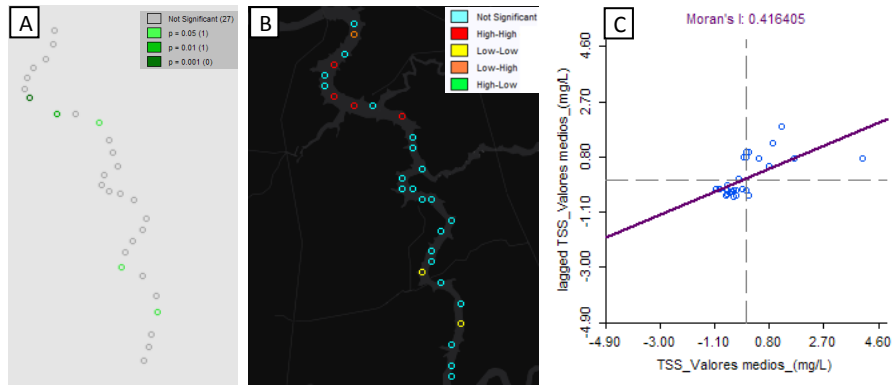 A
Not Significant (27)
p = 0.05 (1)
p = 0.01 (1)
p = 0.001 (0)
B
Not Significant
High-High
Low-Low
Low-High
High-Low
C
Moran's I: 0.416405
lagged TSS_Valores medios_(mg/L)
4.60
2.70
0.80
-1.10
-3.00
-4.90
-4.90
-3.00
-1.10
0.80
2.70
4.60
TSS_Valores medios_(mg/L)